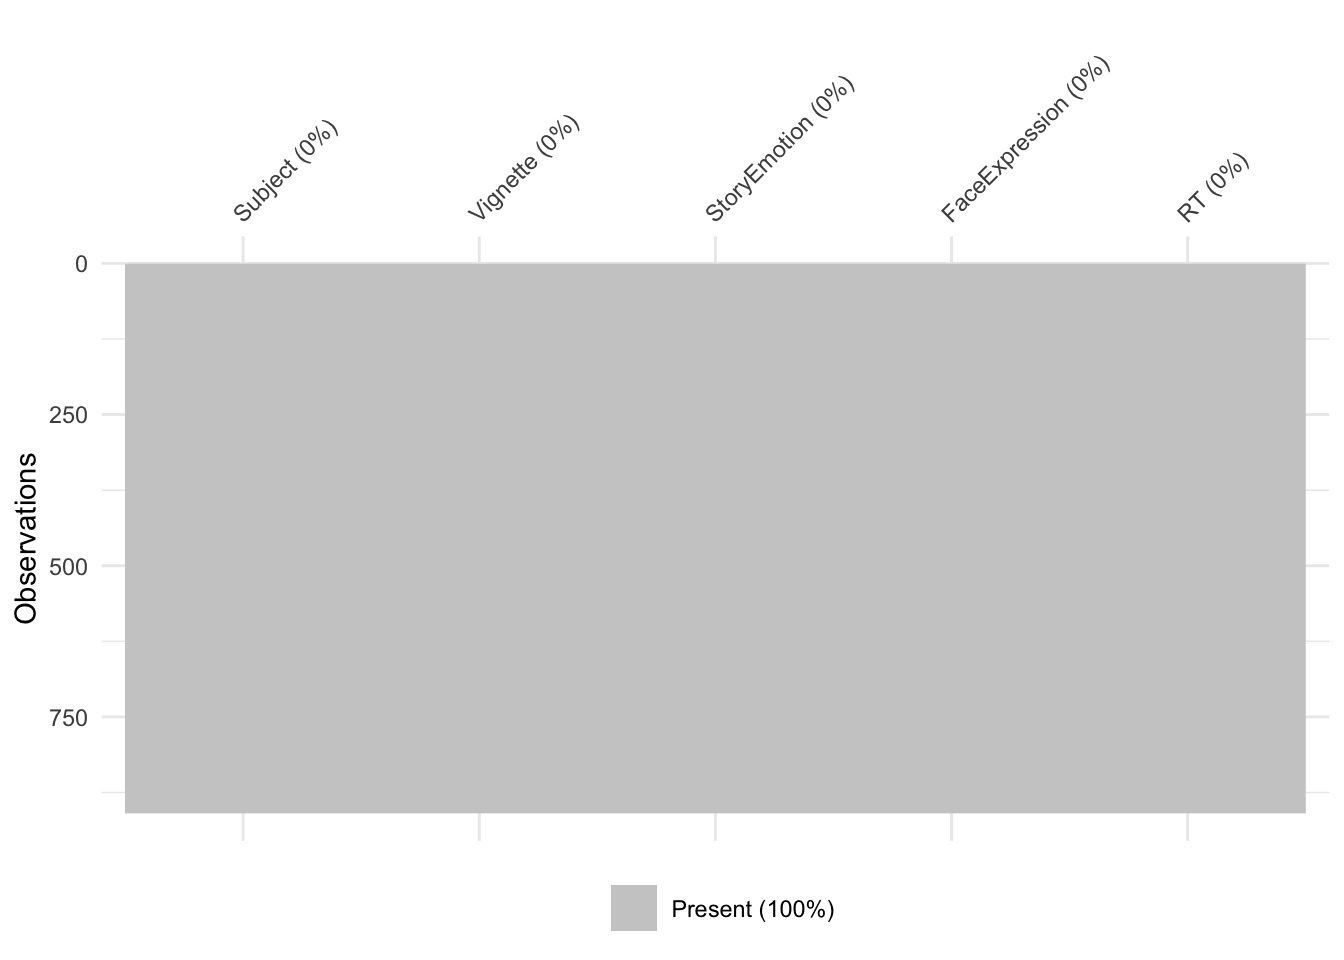 Subject (0%)
Vignette (0%)
StoryEmotion (0%)
FaceExpression (0%)
RT (0%)
0
250
500
750
Observations
Present (100%)